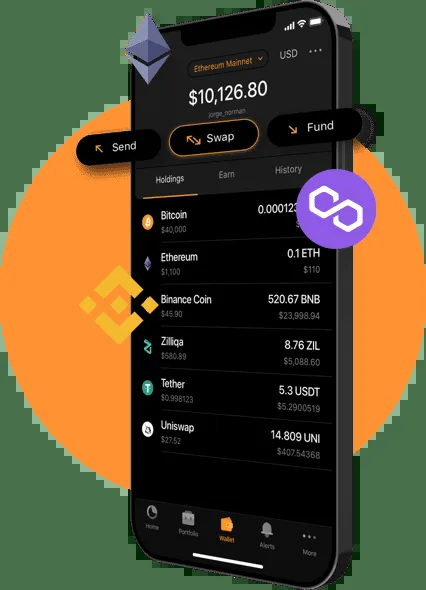 Ethereum Mainnet
USD
$10,126.80
jorge_norman
Send
Swap
Fund
Holdings
Earn
History
Bitcoin
0.000123
$40,000
Ethereum
0.1 ETH
$1,100
$110
Binance Coin
520.67 BNB
$45.90
$23,998.94
Zilliqa
8.76 ZIL
$580.89
$5,088.60
Tether
5.3 USDT
$0.998123
$5.2900519
Uniswap
14.809 UNI
$27.52
$407.54368
Home
Portfolio
Wallet
Alerts
More